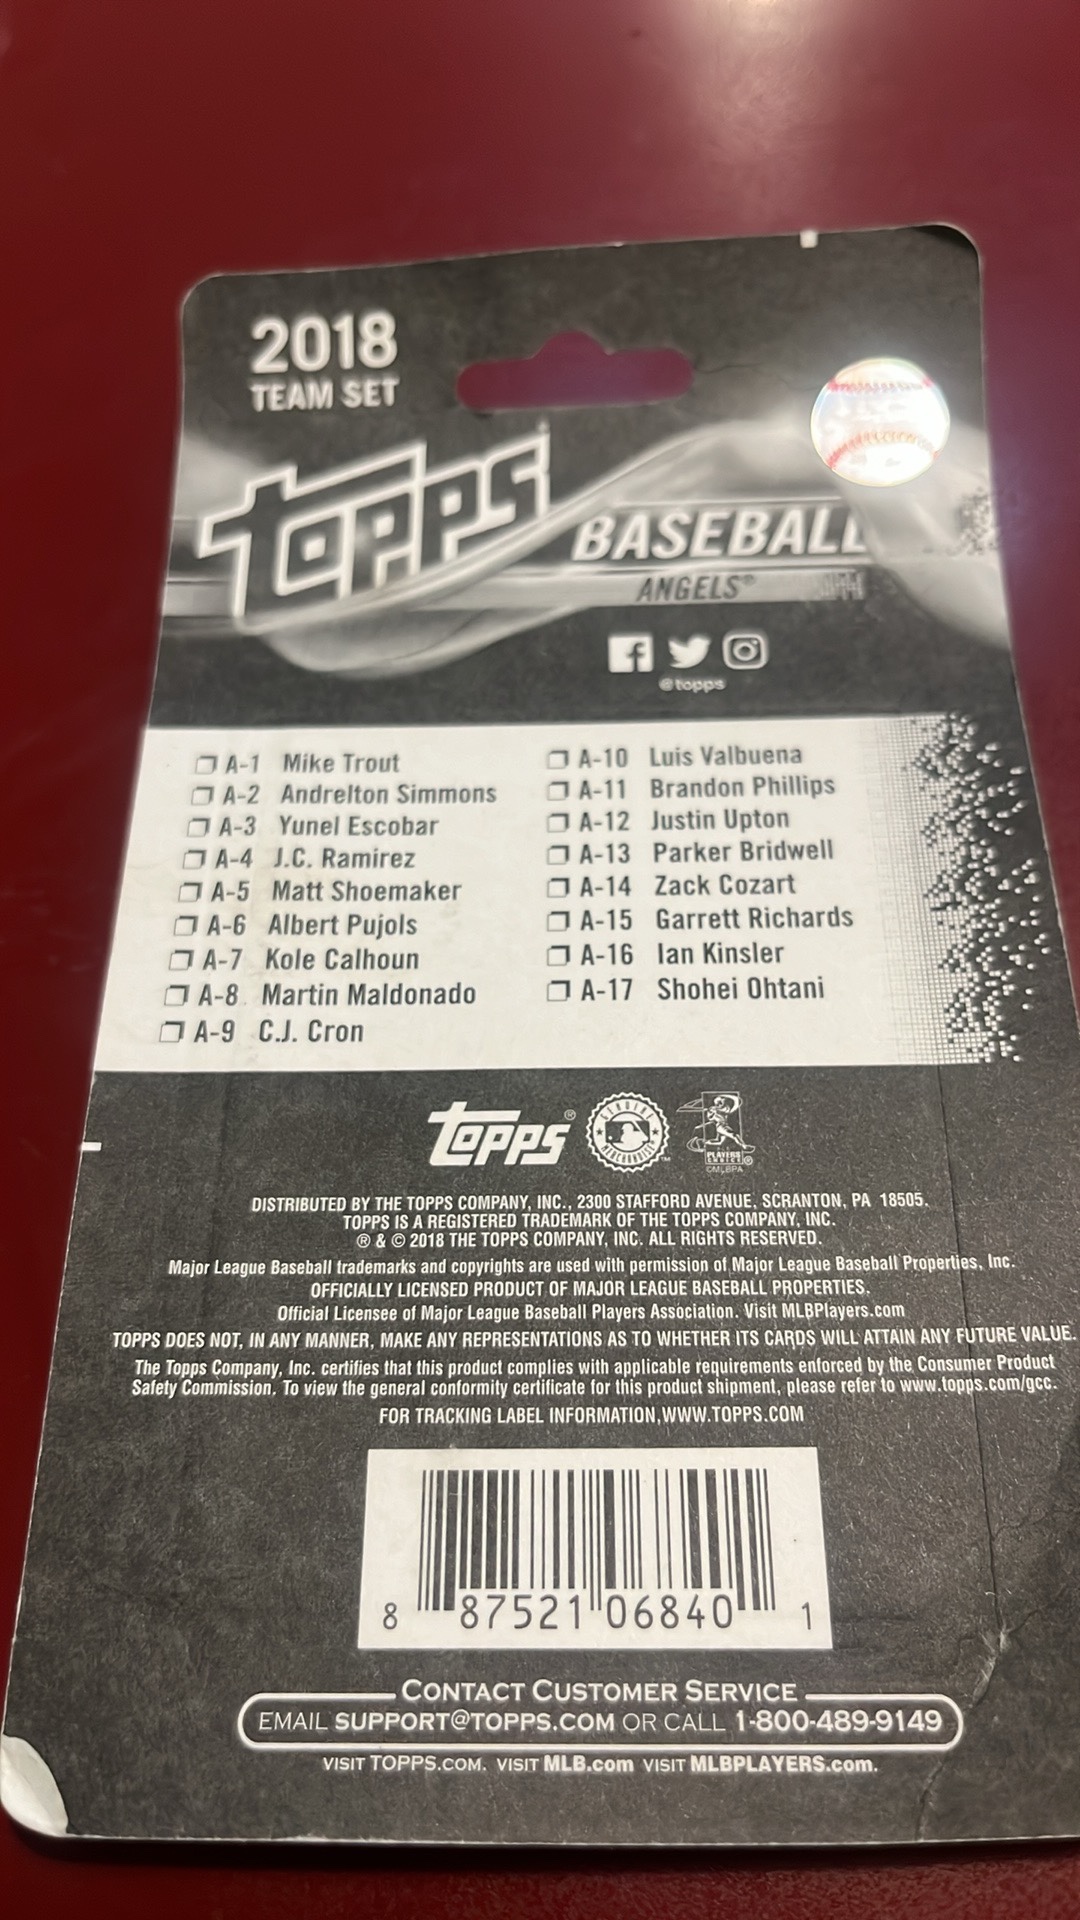 2018
TEAM SET
TOPPS
BASEBALL
ANGELS®
@topps
A-1 Mike Trout
A-2 Andrelton Simmons
A-3 Yunel Escobar
A-4 J.C. Ramirez
A-5 Matt Shoemaker
A-6 Albert Pujols
A-7 Kole Calhoun
A-8 Martin Maldonado
A-9 C.J. Cron
A-10 Luis Valbuena
A-11 Brandon Phillips
A-12 Justin Upton
A-13 Parker Bridwell
A-14 Zack Cozart
A-15 Garrett Richards
A-16 Ian Kinsler
A-17 Shohei Ohtani
TOPPS®
GENUINE MERCHANDISE ™
PLAYERS CHOICE ®
©MLBPA
DISTRIBUTED BY THE TOPPS COMPANY, INC., 2300 STAFFORD AVENUE, SCRANTON, PA 18505.
TOPPS IS A REGISTERED TRADEMARK OF THE TOPPS COMPANY, INC.
® & © 2018 THE TOPPS COMPANY, INC. ALL RIGHTS RESERVED.
Major League Baseball trademarks and copyrights are used with permission of Major League Baseball Properties, Inc.
OFFICIALLY LICENSED PRODUCT OF MAJOR LEAGUE BASEBALL PROPERTIES.
Official Licensee of Major League Baseball Players Association. Visit MLBPlayers.com
TOPPS DOES NOT, IN ANY MANNER, MAKE ANY REPRESENTATIONS AS TO WHETHER ITS CARDS WILL ATTAIN ANY FUTURE VALUE.
The Topps Company, Inc. certifies that this product complies with applicable requirements enforced by the Consumer Product
Safety Commission. To view the general conformity certificate for this product shipment, please refer to www.topps.com/gcc.
FOR TRACKING LABEL INFORMATION,WWW.TOPPS.COM
8 87521 06840 1
CONTACT CUSTOMER SERVICE
EMAIL SUPPORT@TOPPS.COM OR CALL 1-800-489-9149
VISIT TOPPS.COM. VISIT MLB.com VISIT MLBPLAYERS.com.